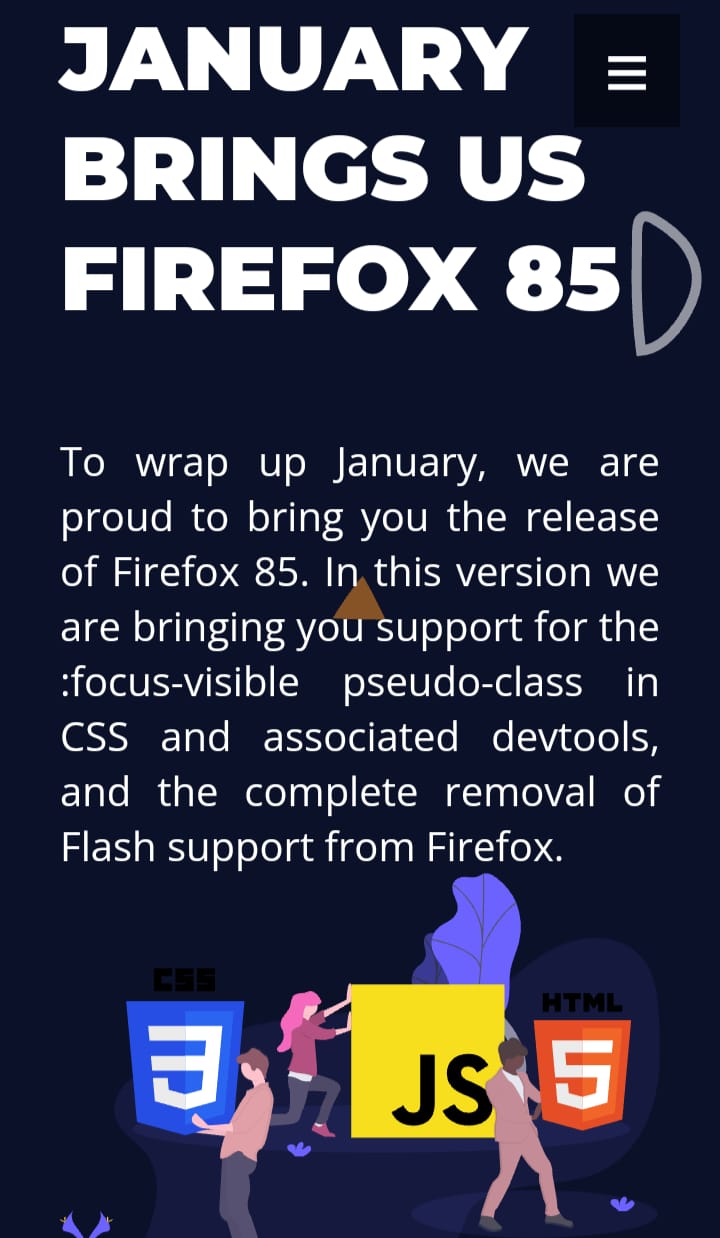 JANUARY
BRINGS US
FIREFOX 85
To wrap up January, we are
proud to bring you the release
of Firefox 85. In this version we
are bringing you support for the
:focus-visible pseudo-class in
CSS and associated devtools,
and the complete removal of
Flash support from Firefox.
CSS
HTML
JS
5